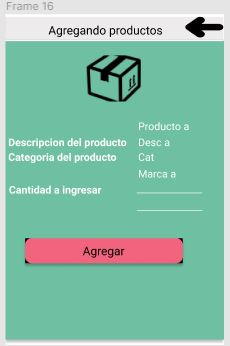 Frame 16
Agregando productos
Producto a
Descripcion del producto Desc a
Categoria del producto Cat
Marca a
Cantidad a ingresar
Agregar